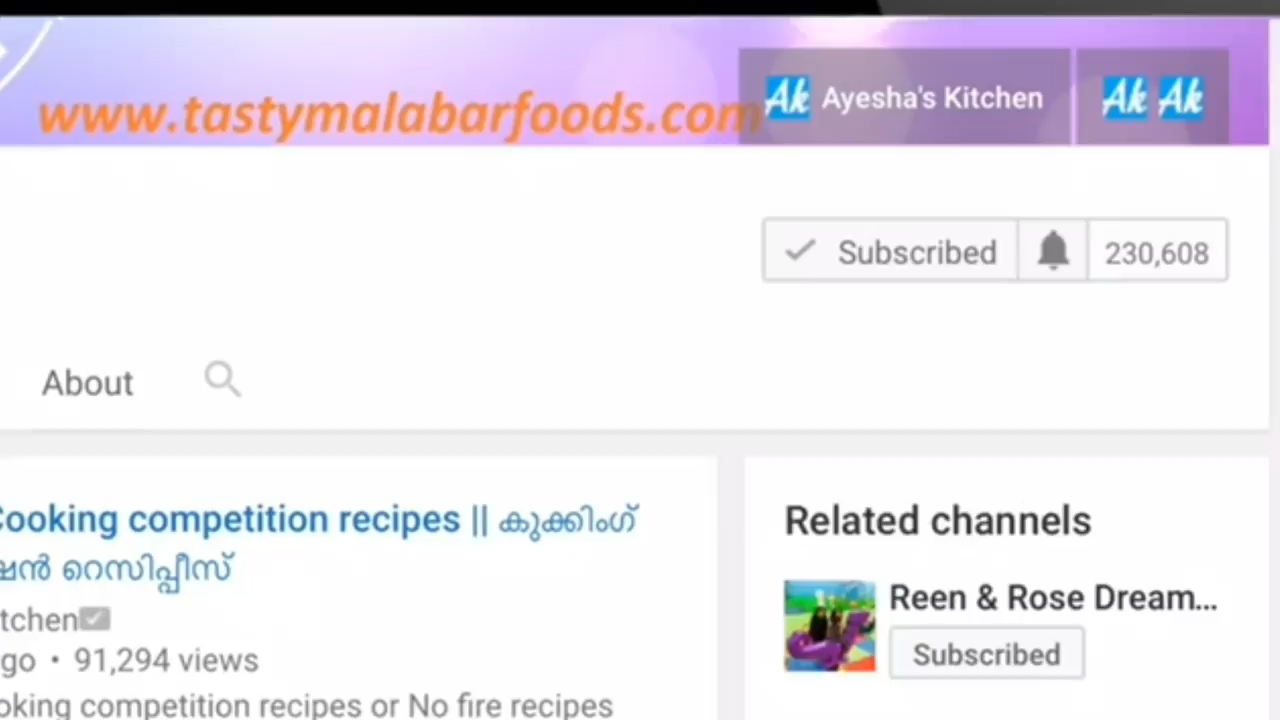 www.tastymalabarfoods.com
Ak Ayesha's Kitchen Ak Ak
Subscribed 230,608
About
Cooking competition recipes || കുക്കിംഗ്
ഷൻ റെസിപ്പീസ്
tchen
go • 91,294 views
oking competition recipes or No fire recipes
Related channels
Reen & Rose Dream...
Subscribed